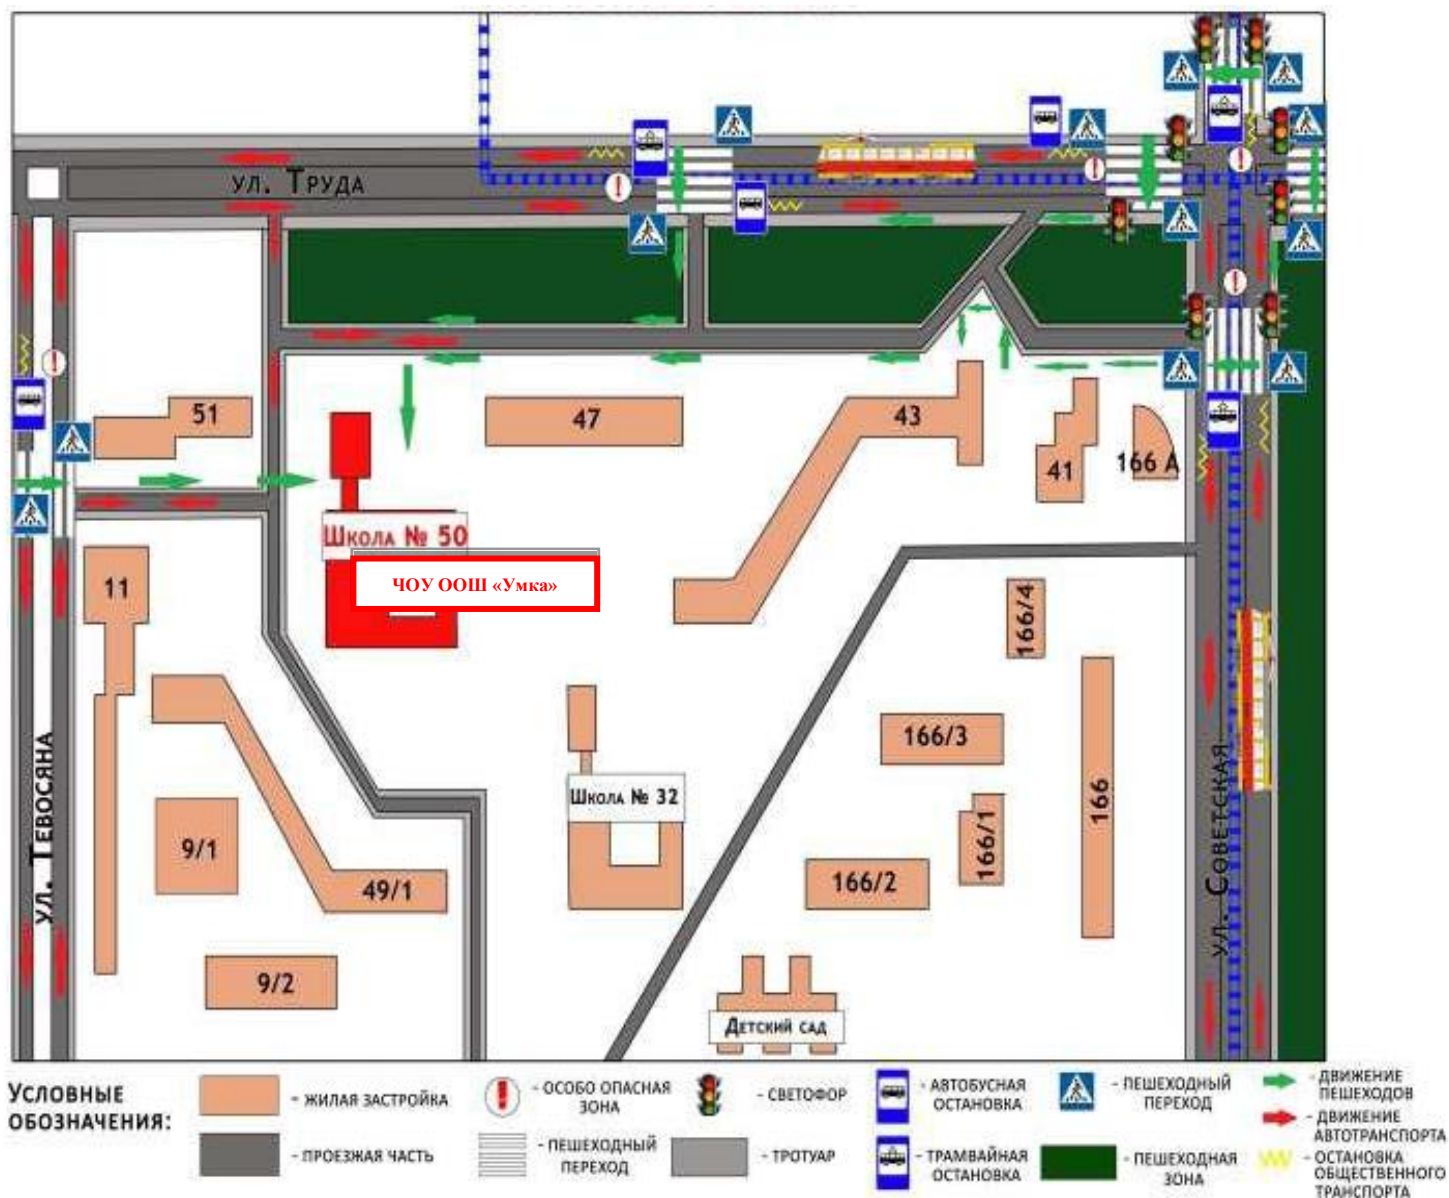 ул. Труда
51
47
43
41
166 А
Школа № 50
ЧОУ ООШ «Умка»
11
166/4
166/3
166
Школа № 32
166/1
9/1
49/1
166/2
9/2
Детский сад
ул. Тевосяна
ул. Советская
Условные
обозначения:
- жилая застройка
- проезжая часть
- особо опасная
зона
- пешеходный
переход
- светофор
- тротуар
- автобусная
остановка
- трамвайная
остановка
- пешеходный
переход
- пешеходная
зона
- движение
пешеходов
- движение
автотранспорта
- остановка
общественного
транспорта